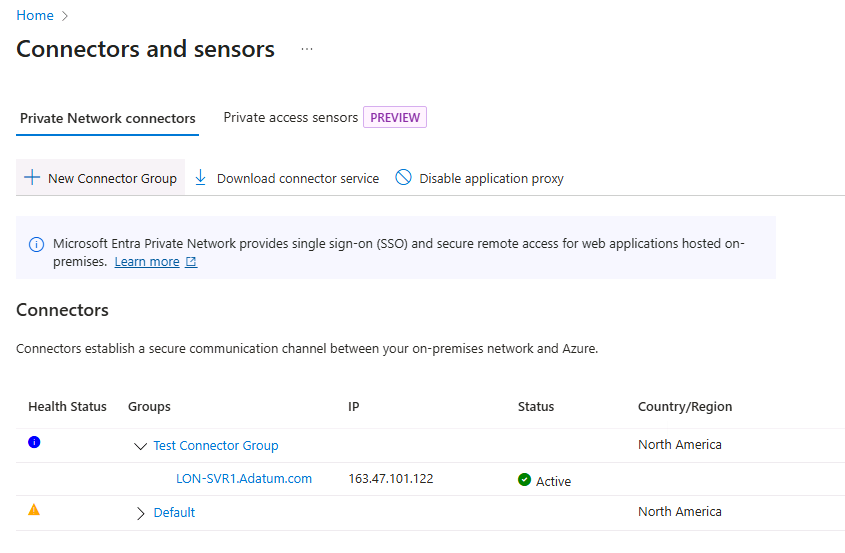 Home
Connectors and sensors ...
Private Network connectors Private access sensors PREVIEW
New Connector Group Download connector service Disable application proxy
Microsoft Entra Private Network provides single sign-on (SSO) and secure remote access for web applications hosted on-
premises. Learn more
Connectors
Connectors establish a secure communication channel between your on-premises network and Azure.
Health Status Groups IP Status Country/Region
Test Connector Group North America
LON-SVR1.Adatum.com 163.47.101.122 Active
Default North America